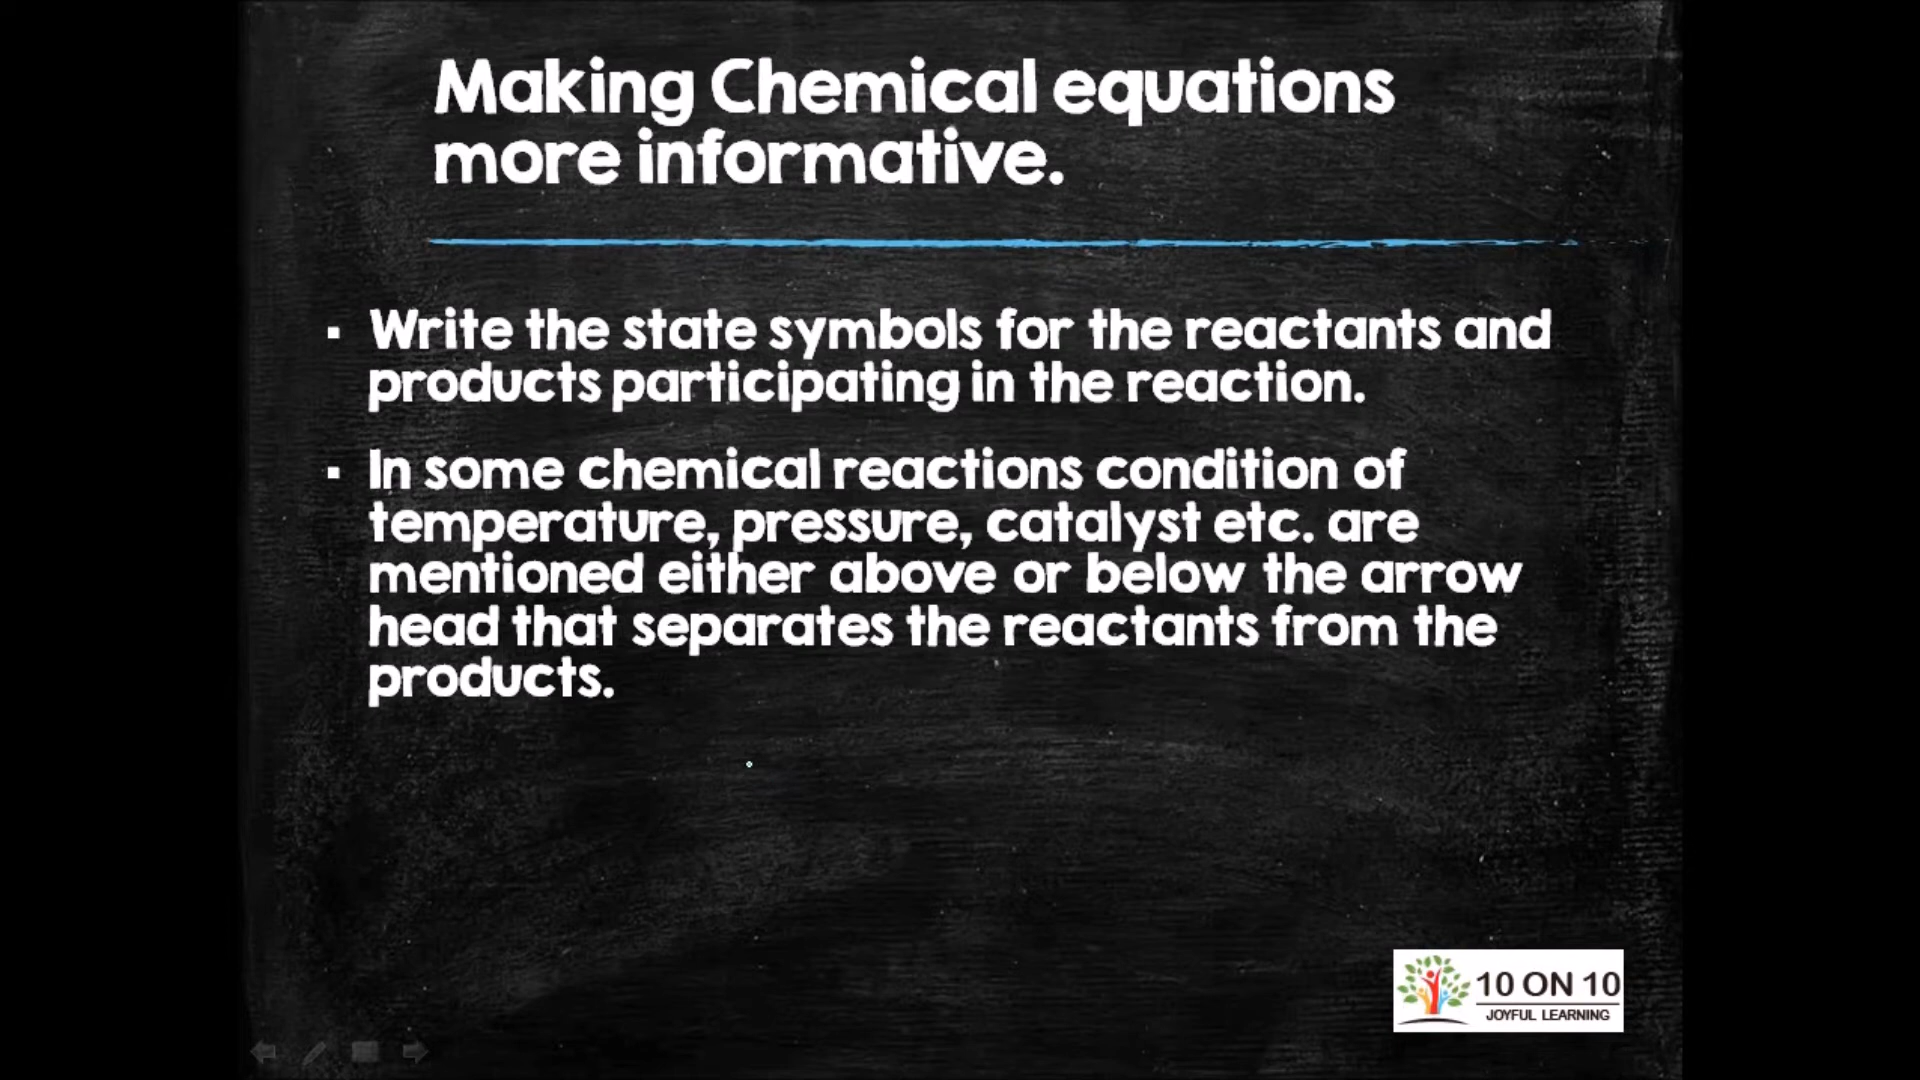 Making Chemical equations
more informative.
▪ Write the state symbols for the reactants and
products participating in the reaction.
▪ In some chemical reactions condition of
temperature, pressure, catalyst etc. are
mentioned either above or below the arrow
head that separates the reactants from the
products.
10 ON 10
JOYFUL LEARNING